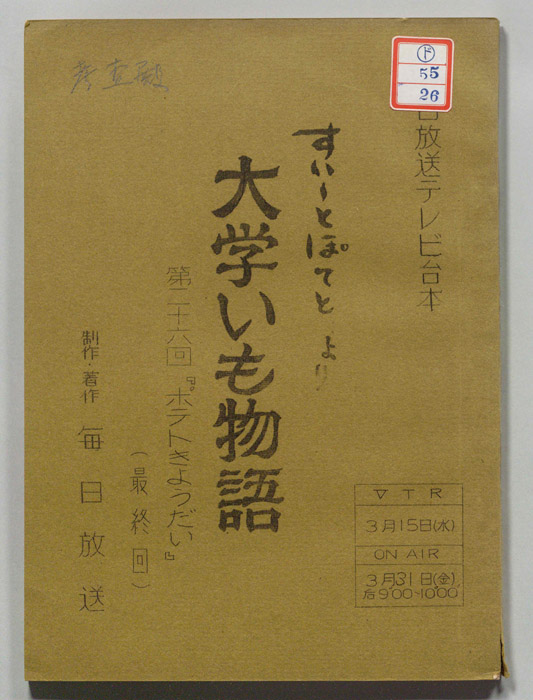 ド
55
26
日放送テレビ台本
すいーとぽてと より
大学いも物語
第二十六回『ポテトきょうだい』
(最終回)
制作・著作 毎日放送
VTR
3月15日(水)
ON AIR
3月31日(金)
后9:00~10:00